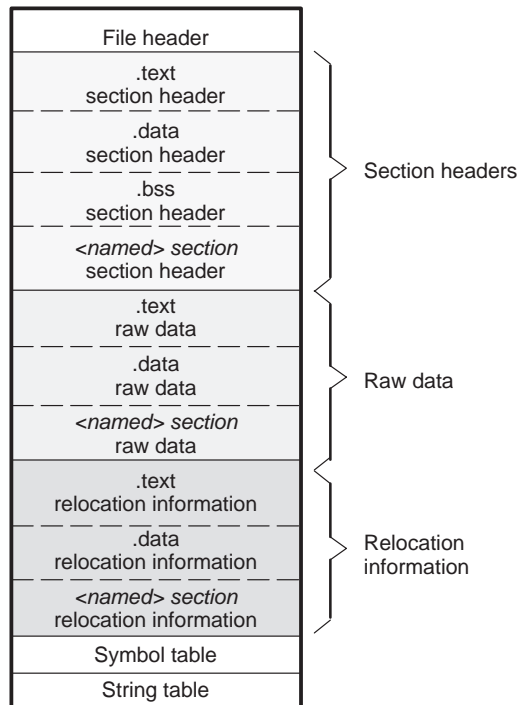 File header
.text
section header
.data
section header
.bss
section header
<named> section
section header
Section headers
.text
raw data
.data
raw data
<named> section
raw data
Raw data
.text
relocation information
.data
relocation information
<named> section
relocation information
Relocation
information
Symbol table
String table